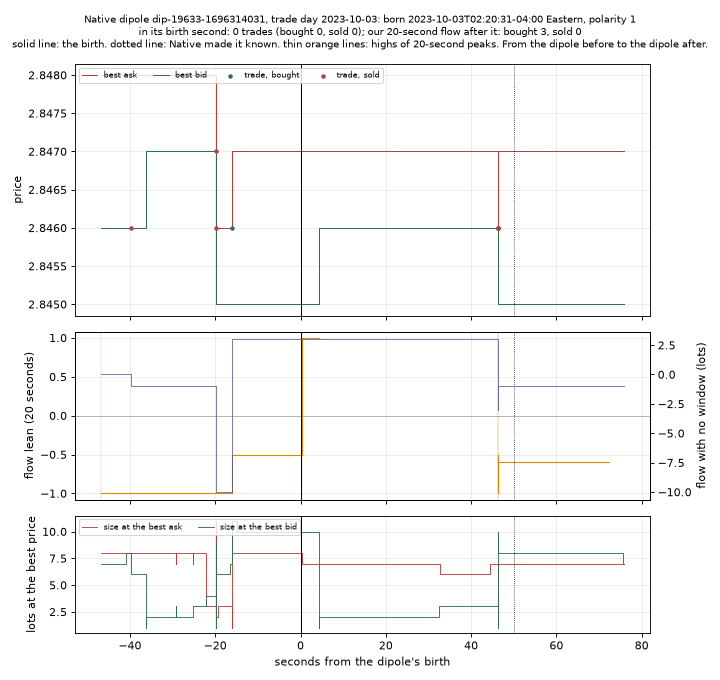 Native dipole dip-19633-1696314031, trade day 2023-10-03: born 2023-10-03T02:20:31-04:00 Eastern, polarity 1
in its birth second: 0 trades (bought 0, sold 0); our 20-second flow after it: bought 3, sold 0
solid line: the birth. dotted line: Native made it known. thin orange lines: highs of 20-second peaks. From the dipole before to the dipole after.
best ask best bid trade, bought trade, sold
2.8480
2.8475
2.8470
2.8465
2.8460
2.8455
2.8450
price
1.0
0.5
0.0
−0.5
−1.0
flow lean (20 seconds)
2.5
0.0
−2.5
−5.0
−7.5
−10.0
flow with no window (lots)
size at the best ask size at the best bid
10.0
7.5
5.0
2.5
lots at the best price
−40 −20 0 20 40 60 80
seconds from the dipole's birth